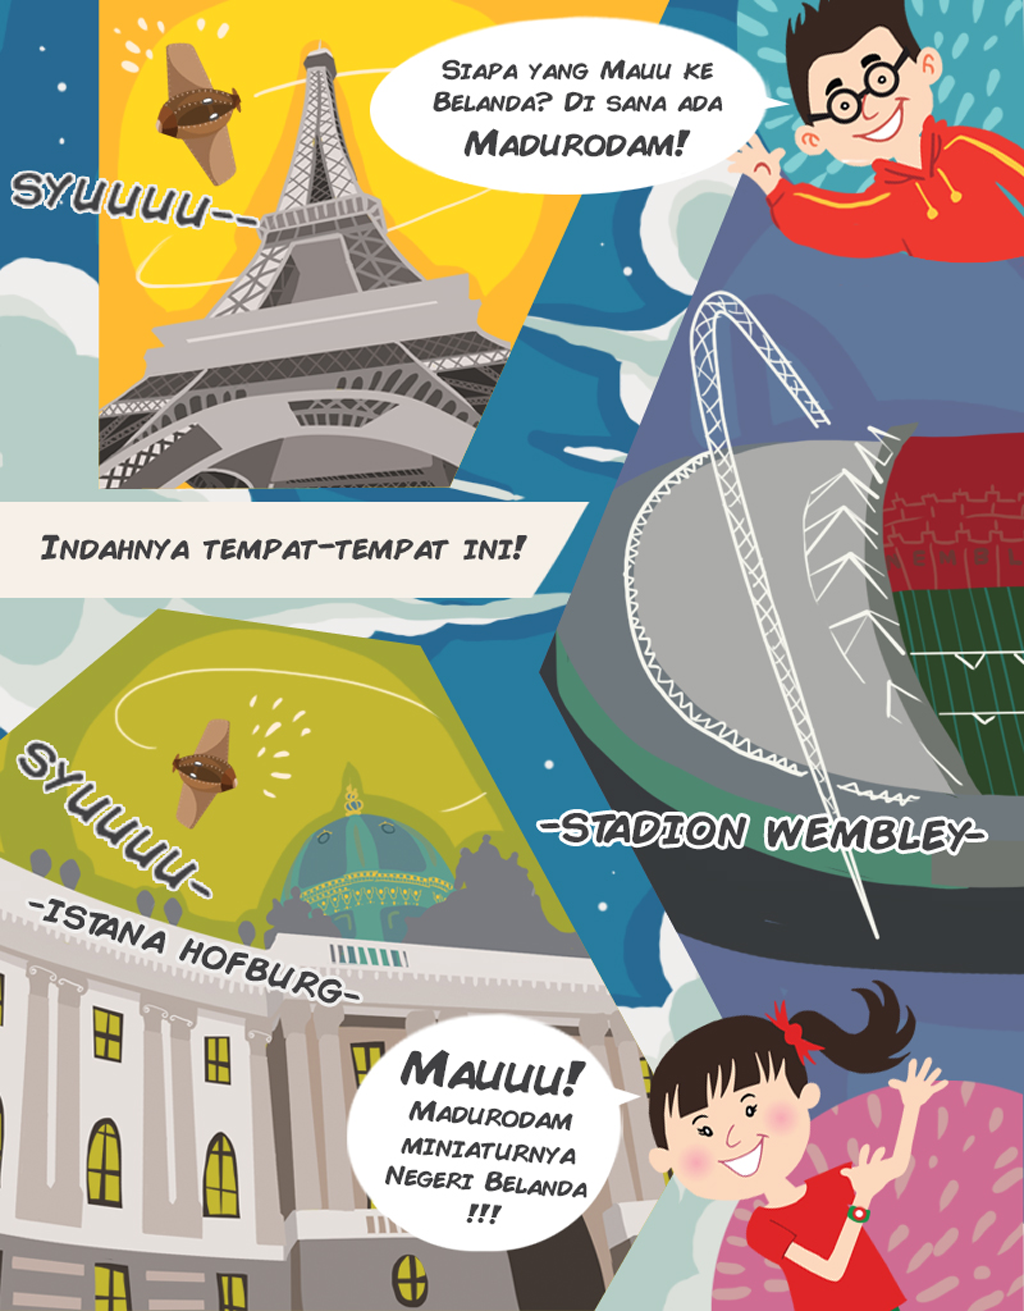 Siapa yang Mauu ke
Belanda? Di sana ada
Madurodam!
SYUUUU--
Indahnya tempat-tempat ini!
SYUUUUU-
-ISTANA HOFBURG-
-STADION WEMBLEY-
Mauuu!
Madurodam
miniaturnya
Negeri Belanda
!!!